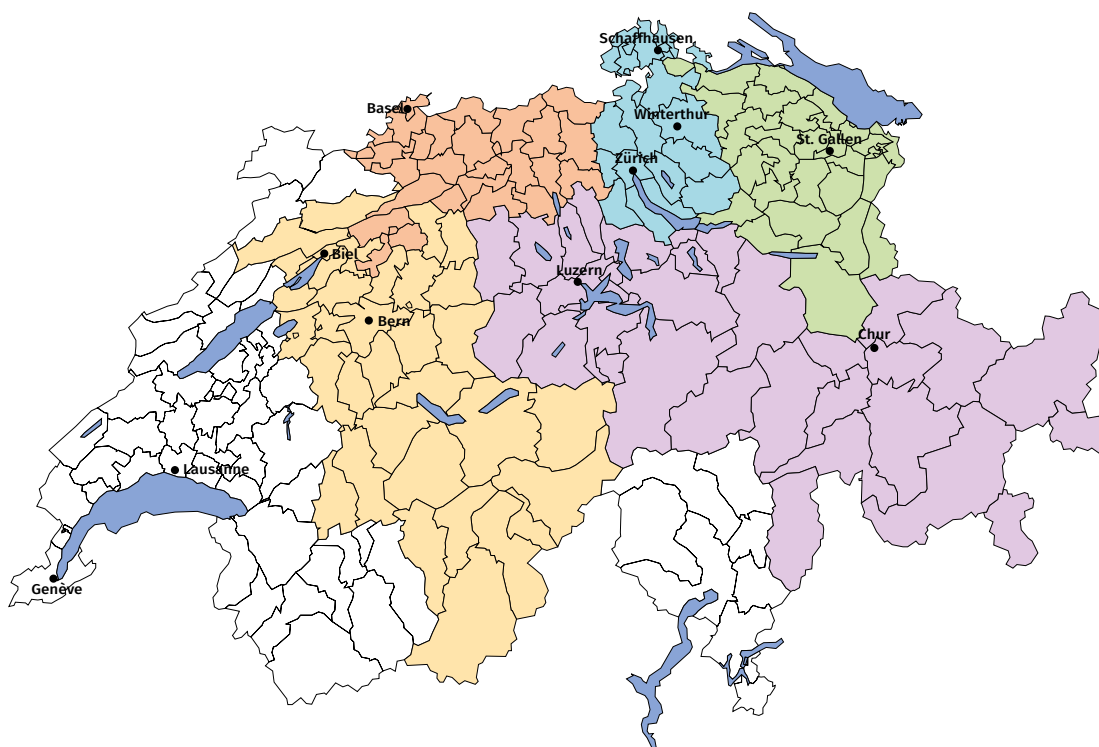 Schaffhausen
Basel
Winterthur
St. Gallen
Zürich
Biel
Luzern
Bern
Chur
Lausanne
Genève